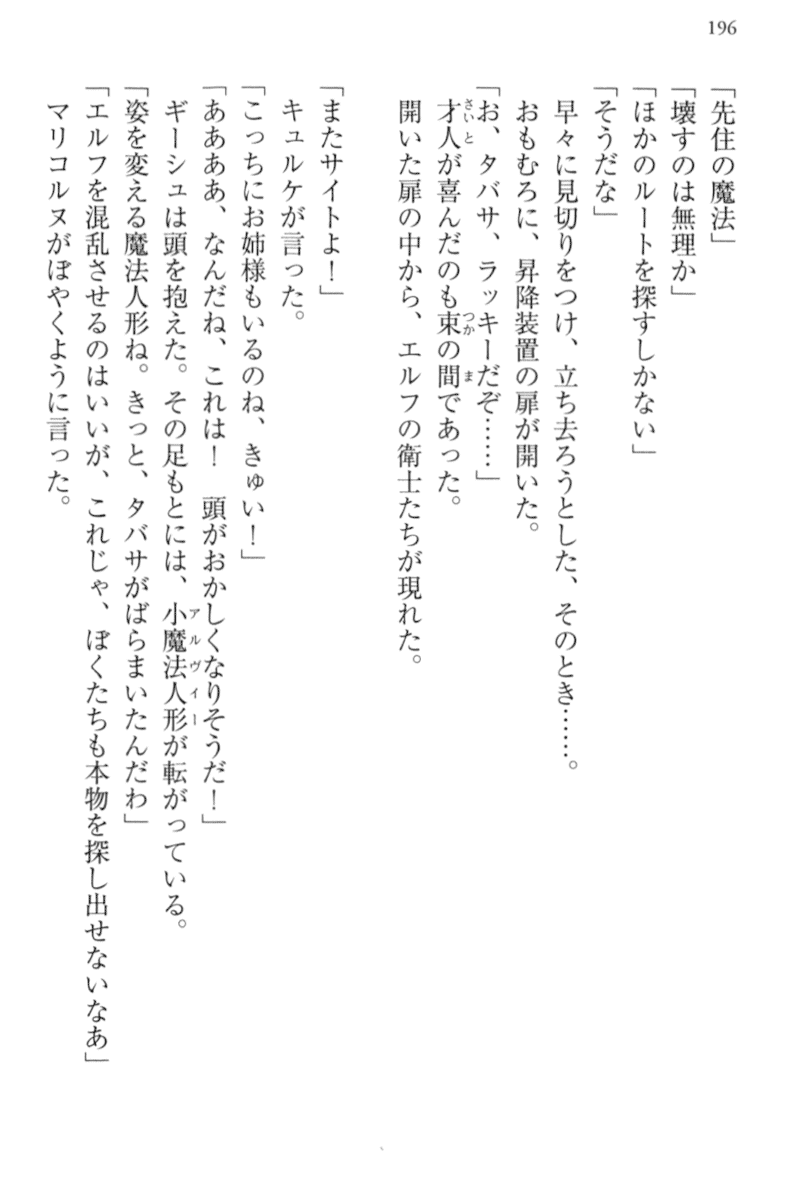 196
「先住の魔法」
「壊すのは無理か」
「ほかのルートを探すしかない」
「そうだな」
早々に見切りをつけ、立ち去ろうとした、そのとき……。
おもむろに、昇降装置の扉が開いた。
「お、タバサ、ラッキーだぞ……」
才人が喜んだのも束の間であった。
開いた扉の中から、エルフの衛士たちが現れた。
「またサイトよ！」
キュルケが言った。
「こっちにお姉様もいるのね、きゅい！」
「ああああ、なんだね、これは！　頭がおかしくなりそうだ！」
ギーシュは頭を抱えた。その足もとには、小魔法人形が転がっている。
「姿を変える魔法人形ね。きっと、タバサがばらまいたんだわ」
「エルフを混乱させるのはいいが、これじゃ、ぼくたちも本物を探し出せないなあ」
マリコルヌがぼやくように言った。
さいと
つか
ま
アルヴィー